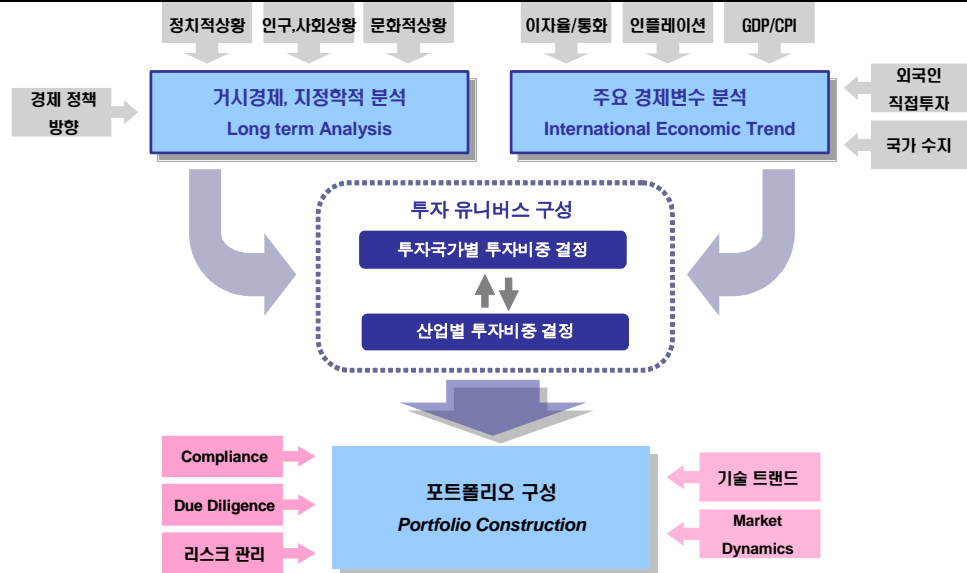 정치적상황
인구,사회상황
문화적상황
이자율/통화
인플레이션
GDP/CPI
경제 정책
방향
거시경제, 지정학적 분석
Long term Analysis
주요 경제변수 분석
International Economic Trend
외국인
직접투자
국가 수지
투자 유니버스 구성
투자국가별 투자비중 결정
산업별 투자비중 결정
Compliance
Due Diligence
리스크 관리
포트폴리오 구성
Portfolio Construction
기술 트랜드
Market
Dynamics